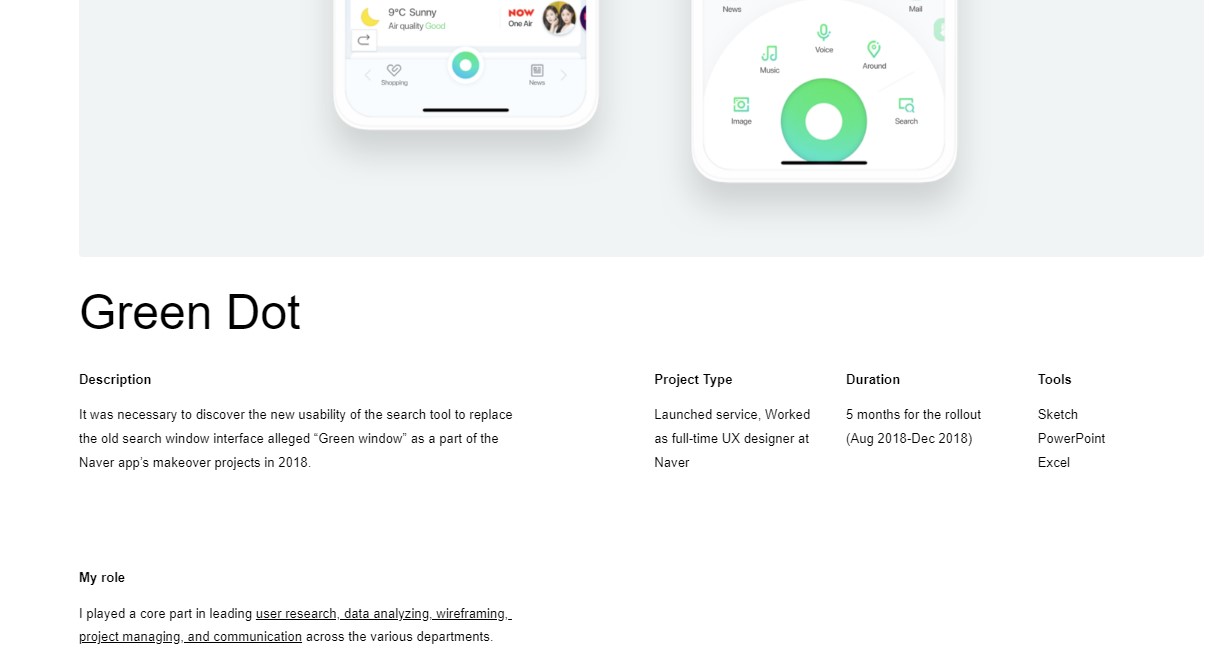 9°C Sunny
Air quality Good
NOW
One Air
Shopping
News
News
Mail
Voice
Music
Around
Image
Search
Green Dot
Description
It was necessary to discover the new usability of the search tool to replace
the old search window interface alleged “Green window” as a part of the
Naver app’s makeover projects in 2018.
Project Type
Launched service, Worked
as full-time UX designer at
Naver
Duration
5 months for the rollout
(Aug 2018-Dec 2018)
Tools
Sketch
PowerPoint
Excel
My role
I played a core part in leading user research, data analyzing, wireframing,
project managing, and communication across the various departments.